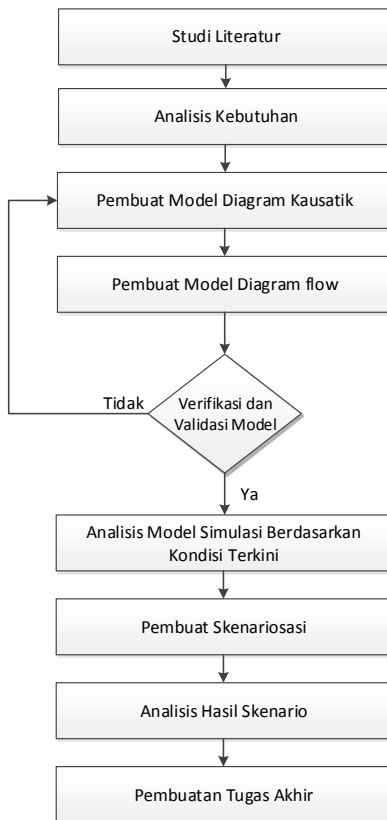 Studi Literatur
Analisis Kebutuhan
Pembuat Model Diagram Kausatik
Pembuat Model Diagram flow
Tidak
Verifikasi dan
Validasi Model
Ya
Analisis Model Simulasi Berdasarkan
Kondisi Terkini
Pembuat Skenariosasi
Analisis Hasil Skenario
Pembuatan Tugas Akhir